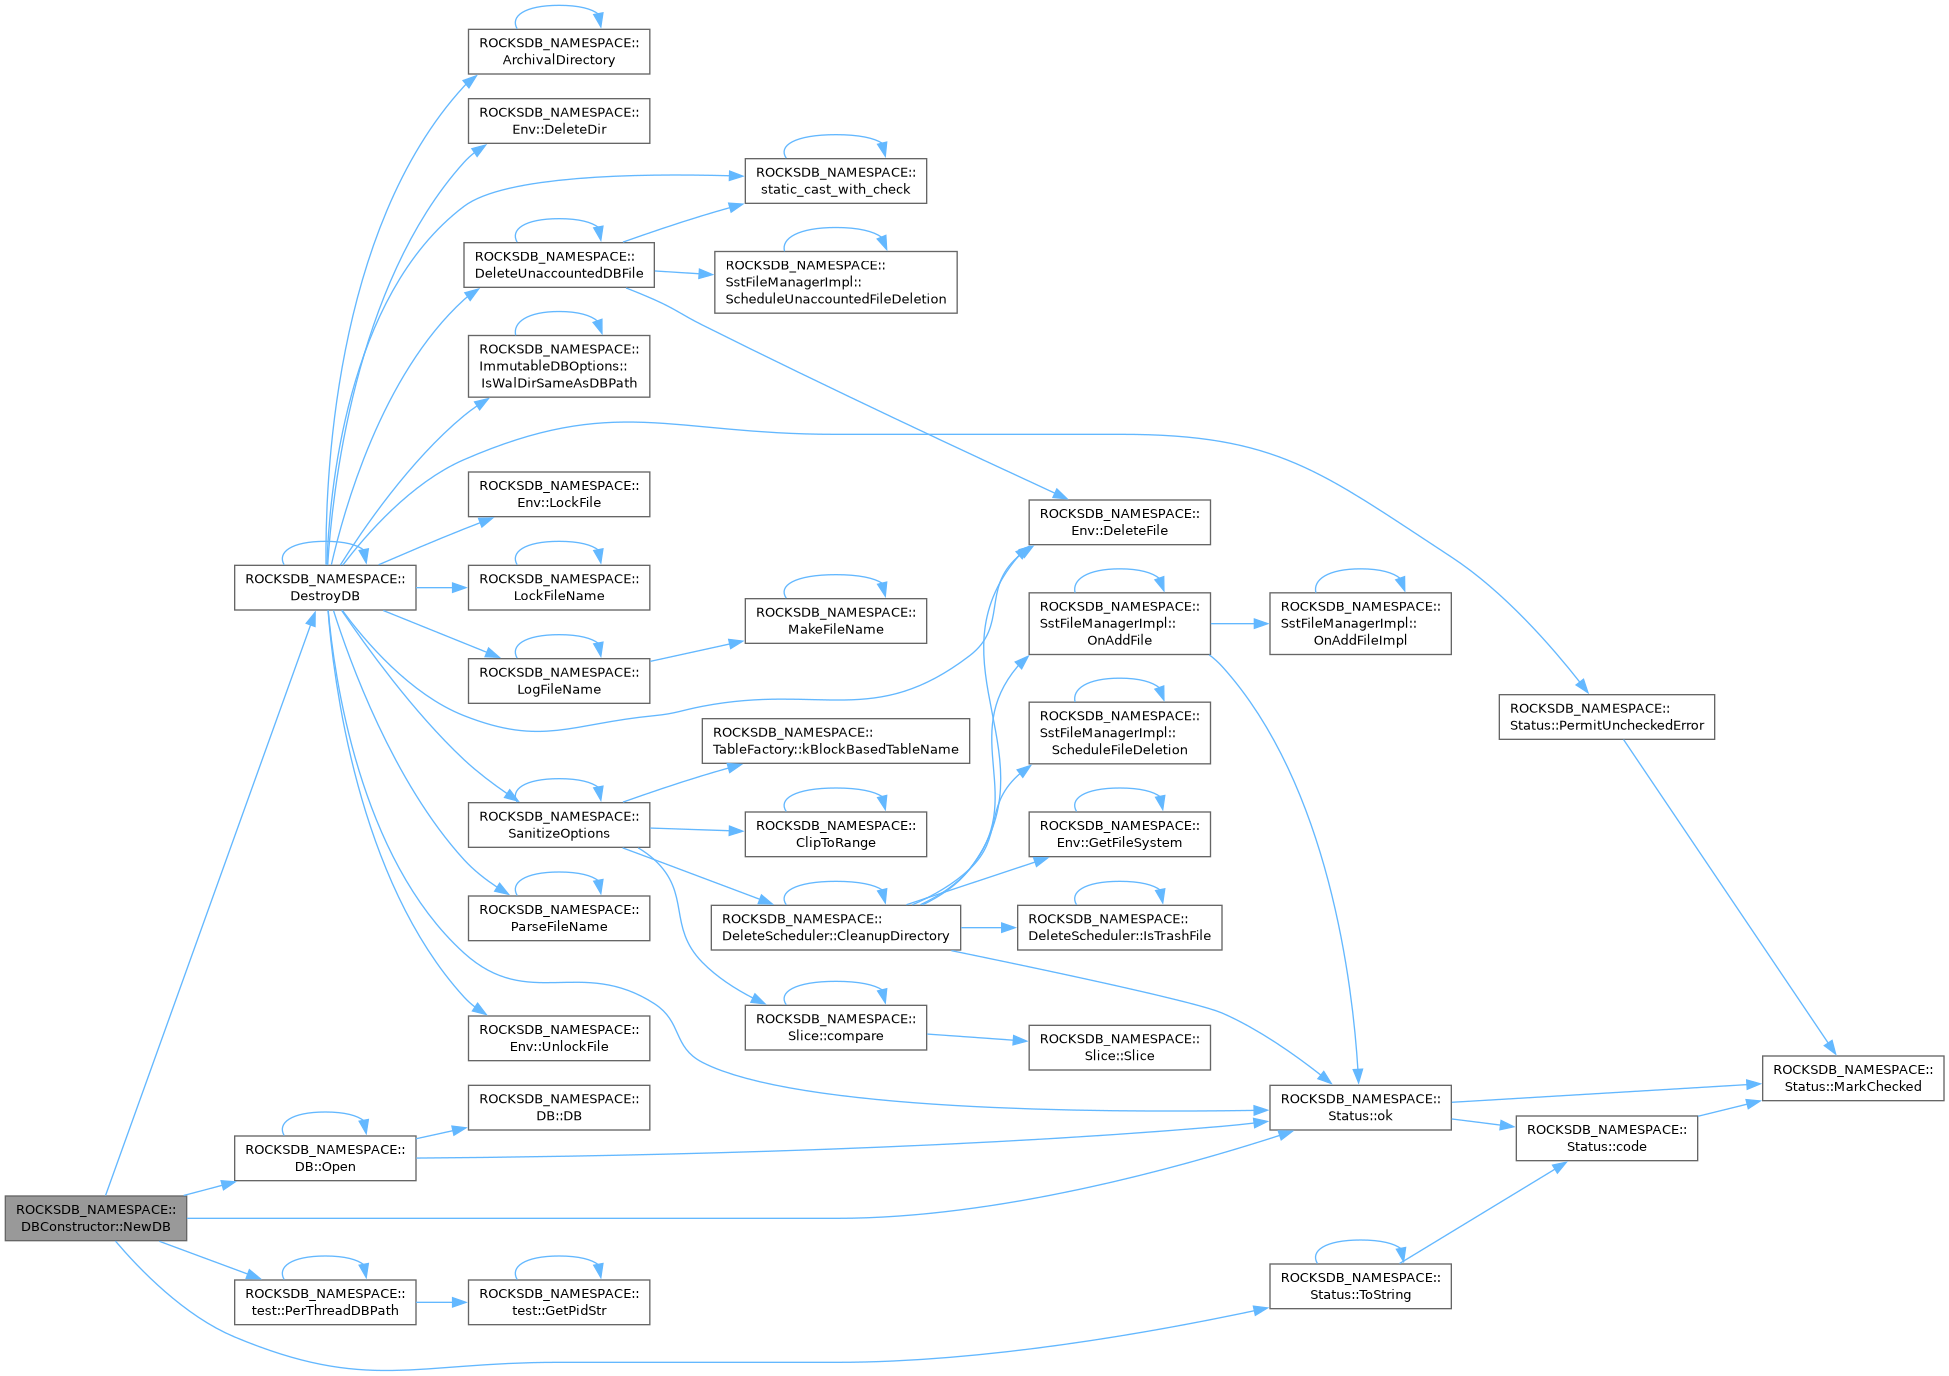 ROCKSDB_NAMESPACE::
ArchivalDirectory
ROCKSDB_NAMESPACE::
Env::DeleteDir
ROCKSDB_NAMESPACE::
static_cast_with_check
ROCKSDB_NAMESPACE::
DeleteUnaccountedDBFile
ROCKSDB_NAMESPACE::
SstFileManagerImpl::
ScheduleUnaccountedFileDeletion
ROCKSDB_NAMESPACE::
ImmutableDBOptions::
IsWalDirSameAsDBPath
ROCKSDB_NAMESPACE::
Env::LockFile
ROCKSDB_NAMESPACE::
Env::DeleteFile
ROCKSDB_NAMESPACE::
DestroyDB
ROCKSDB_NAMESPACE::
LockFileName
ROCKSDB_NAMESPACE::
MakeFileName
ROCKSDB_NAMESPACE::
SstFileManagerImpl::
OnAddFile
ROCKSDB_NAMESPACE::
SstFileManagerImpl::
OnAddFileImpl
ROCKSDB_NAMESPACE::
LogFileName
ROCKSDB_NAMESPACE::
TableFactory::kBlockBasedTableName
ROCKSDB_NAMESPACE::
SstFileManagerImpl::
ScheduleFileDeletion
ROCKSDB_NAMESPACE::
Status::PermitUncheckedError
ROCKSDB_NAMESPACE::
SanitizeOptions
ROCKSDB_NAMESPACE::
ClipToRange
ROCKSDB_NAMESPACE::
Env::GetFileSystem
ROCKSDB_NAMESPACE::
ParseFileName
ROCKSDB_NAMESPACE::
DeleteScheduler::CleanupDirectory
ROCKSDB_NAMESPACE::
DeleteScheduler::IsTrashFile
ROCKSDB_NAMESPACE::
Env::UnlockFile
ROCKSDB_NAMESPACE::
Slice::compare
ROCKSDB_NAMESPACE::
Slice::Slice
ROCKSDB_NAMESPACE::
DB::DB
ROCKSDB_NAMESPACE::
Status::ok
ROCKSDB_NAMESPACE::
Status::MarkChecked
ROCKSDB_NAMESPACE::
DB::Open
ROCKSDB_NAMESPACE::
Status::code
ROCKSDB_NAMESPACE::
DBConstructor::NewDB
ROCKSDB_NAMESPACE::
test::PerThreadDBPath
ROCKSDB_NAMESPACE::
test::GetPidStr
ROCKSDB_NAMESPACE::
Status::ToString